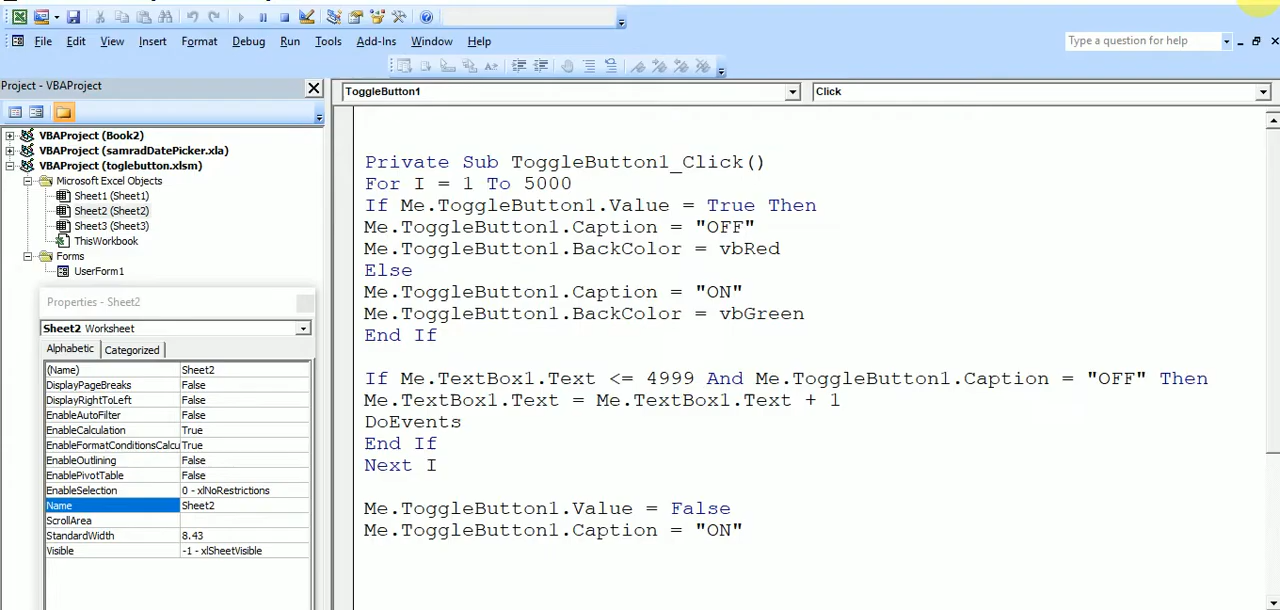 File Edit View Insert Format Debug Run Tools Add-Ins Window Help
Type a question for help
Project - VBAProject
ToggleButton1
Click
VBAProject (Book2)
VBAProject (samradDatePicker.xla)
VBAProject (toglebutton.xlsm)
Microsoft Excel Objects
Sheet1 (Sheet1)
Sheet2 (Sheet2)
Sheet3 (Sheet3)
ThisWorkbook
Forms
UserForm1
Properties - Sheet2
Sheet2 Worksheet
Alphabetic Categorized
(Name) Sheet2
DisplayPageBreaks False
DisplayRightToLeft False
EnableAutoFilter False
EnableCalculation True
EnableFormatConditionsCalcu True
EnableOutlining False
EnablePivotTable False
EnableSelection 0 - xlNoRestrictions
Name Sheet2
ScrollArea
StandardWidth 8.43
Visible -1 - xlSheetVisible
Private Sub ToggleButton1_Click()
For I = 1 To 5000
If Me.ToggleButton1.Value = True Then
Me.ToggleButton1.Caption = "OFF"
Me.ToggleButton1.BackColor = vbRed
Else
Me.ToggleButton1.Caption = "ON"
Me.ToggleButton1.BackColor = vbGreen
End If
If Me.TextBox1.Text <= 4999 And Me.ToggleButton1.Caption = "OFF" Then
Me.TextBox1.Text = Me.TextBox1.Text + 1
DoEvents
End If
Next I
Me.ToggleButton1.Value = False
Me.ToggleButton1.Caption = "ON"